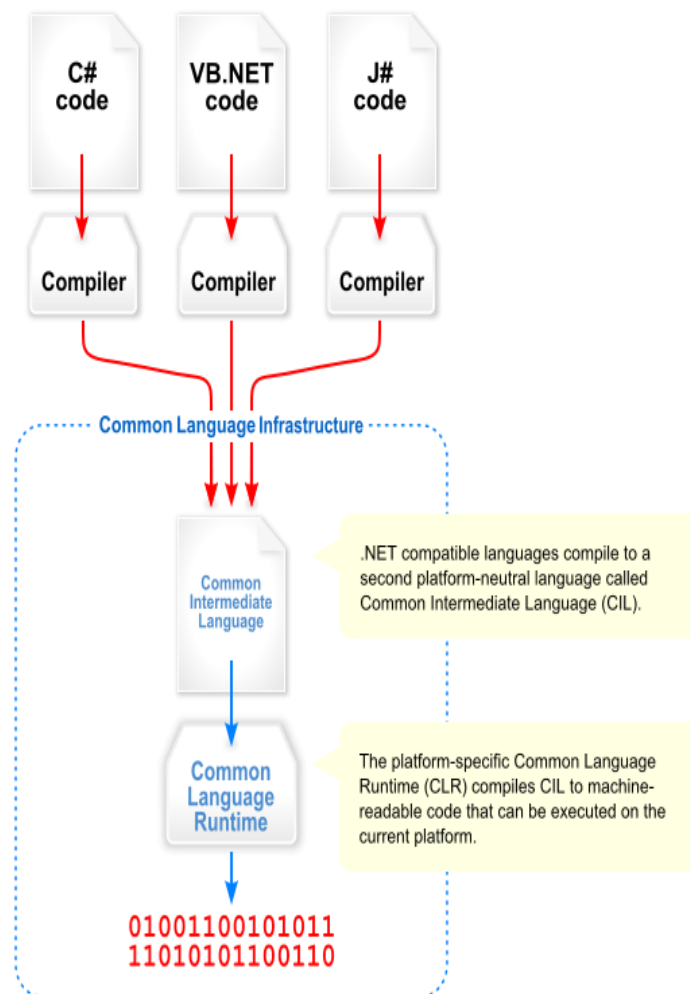 C#
code
VB.NET
code
J#
code
Compiler
Compiler
Compiler
Common Language Infrastructure
Common
Intermediate
Language
.NET compatible languages compile to a
second platform-neutral language called
Common Intermediate Language (CIL).
Common
Language
Runtime
The platform-specific Common Language
Runtime (CLR) compiles CIL to machine-
readable code that can be executed on the
current platform.
01001100101011
11010101100110